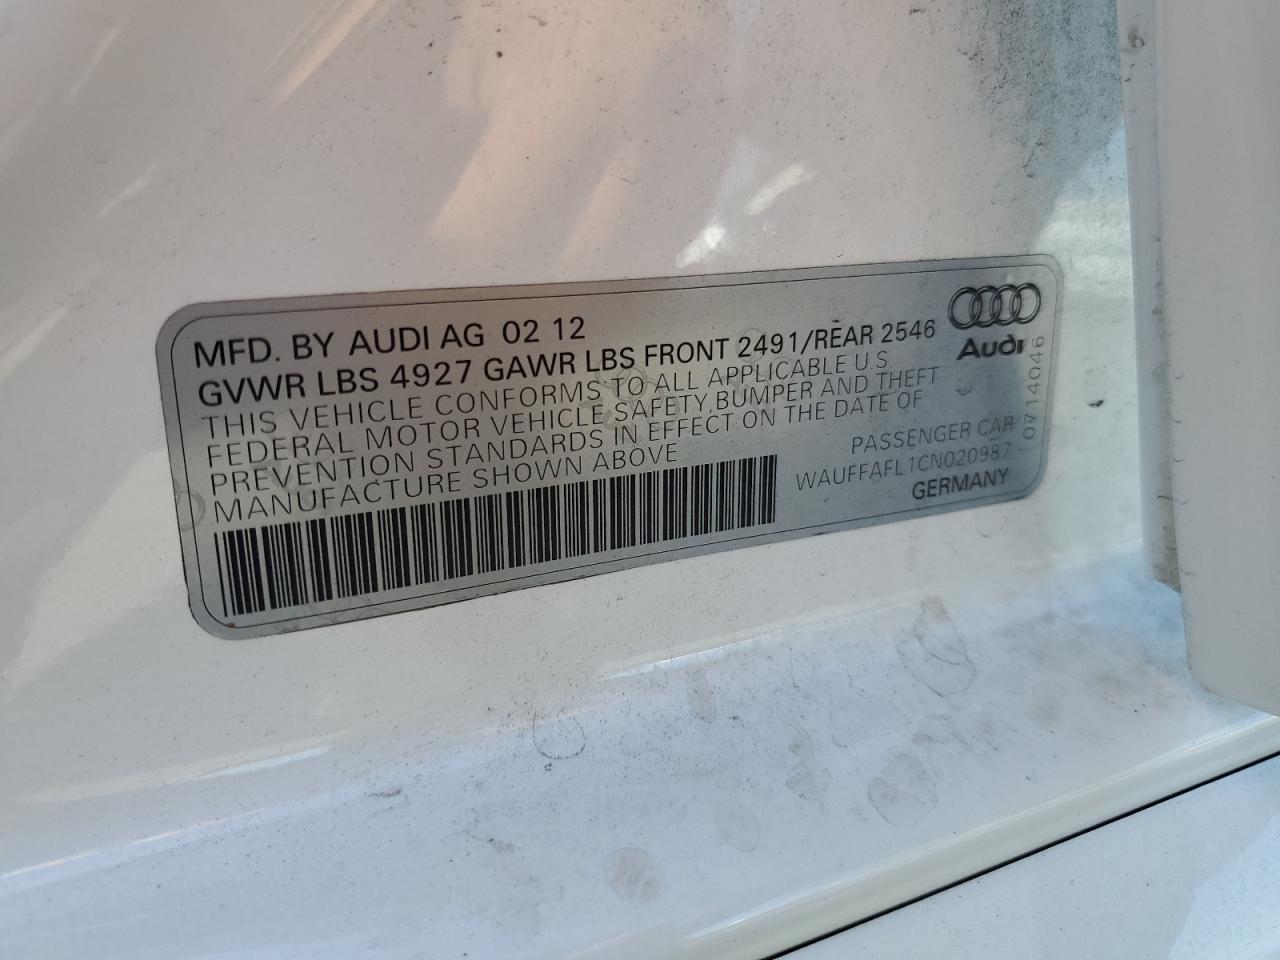 MFD. BY AUDI AG 02 12
GVWR LBS 4927 GAWR LBS FRONT 2491/REAR 2546
THIS VEHICLE CONFORMS TO ALL APPLICABLE U.S
FEDERAL MOTOR VEHICLE SAFETY, BUMPER AND THEFT
PREVENTION STANDARDS IN EFFECT ON THE DATE OF
MANUFACTURE SHOWN ABOVE
Audi
PASSENGER CAR
WAUFFAFL1CN020987
GERMANY
07 14046